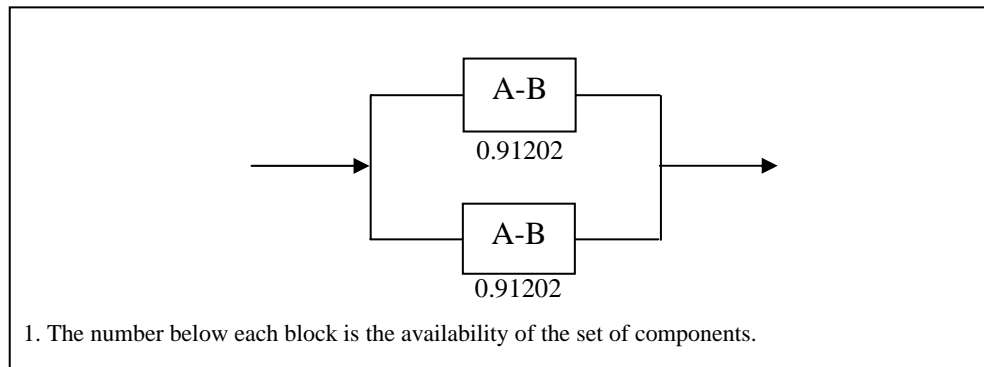 A-B
0.91202
A-B
0.91202
1. The number below each block is the availability of the set of components.